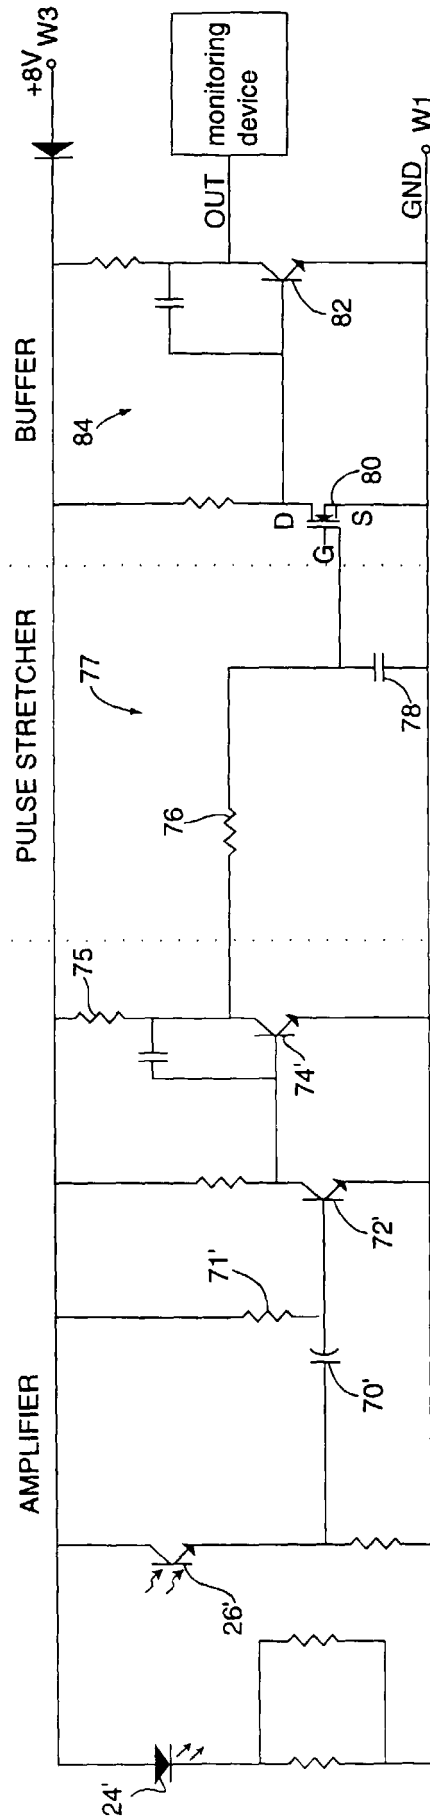 AMPLIFIER
PULSE STRETCHER
BUFFER
+8V
W3
24'
26'
70'
71'
72'
74'
75
76
77
78
G
D
S
80
82
84
OUT
monitoring
device
GND
W1